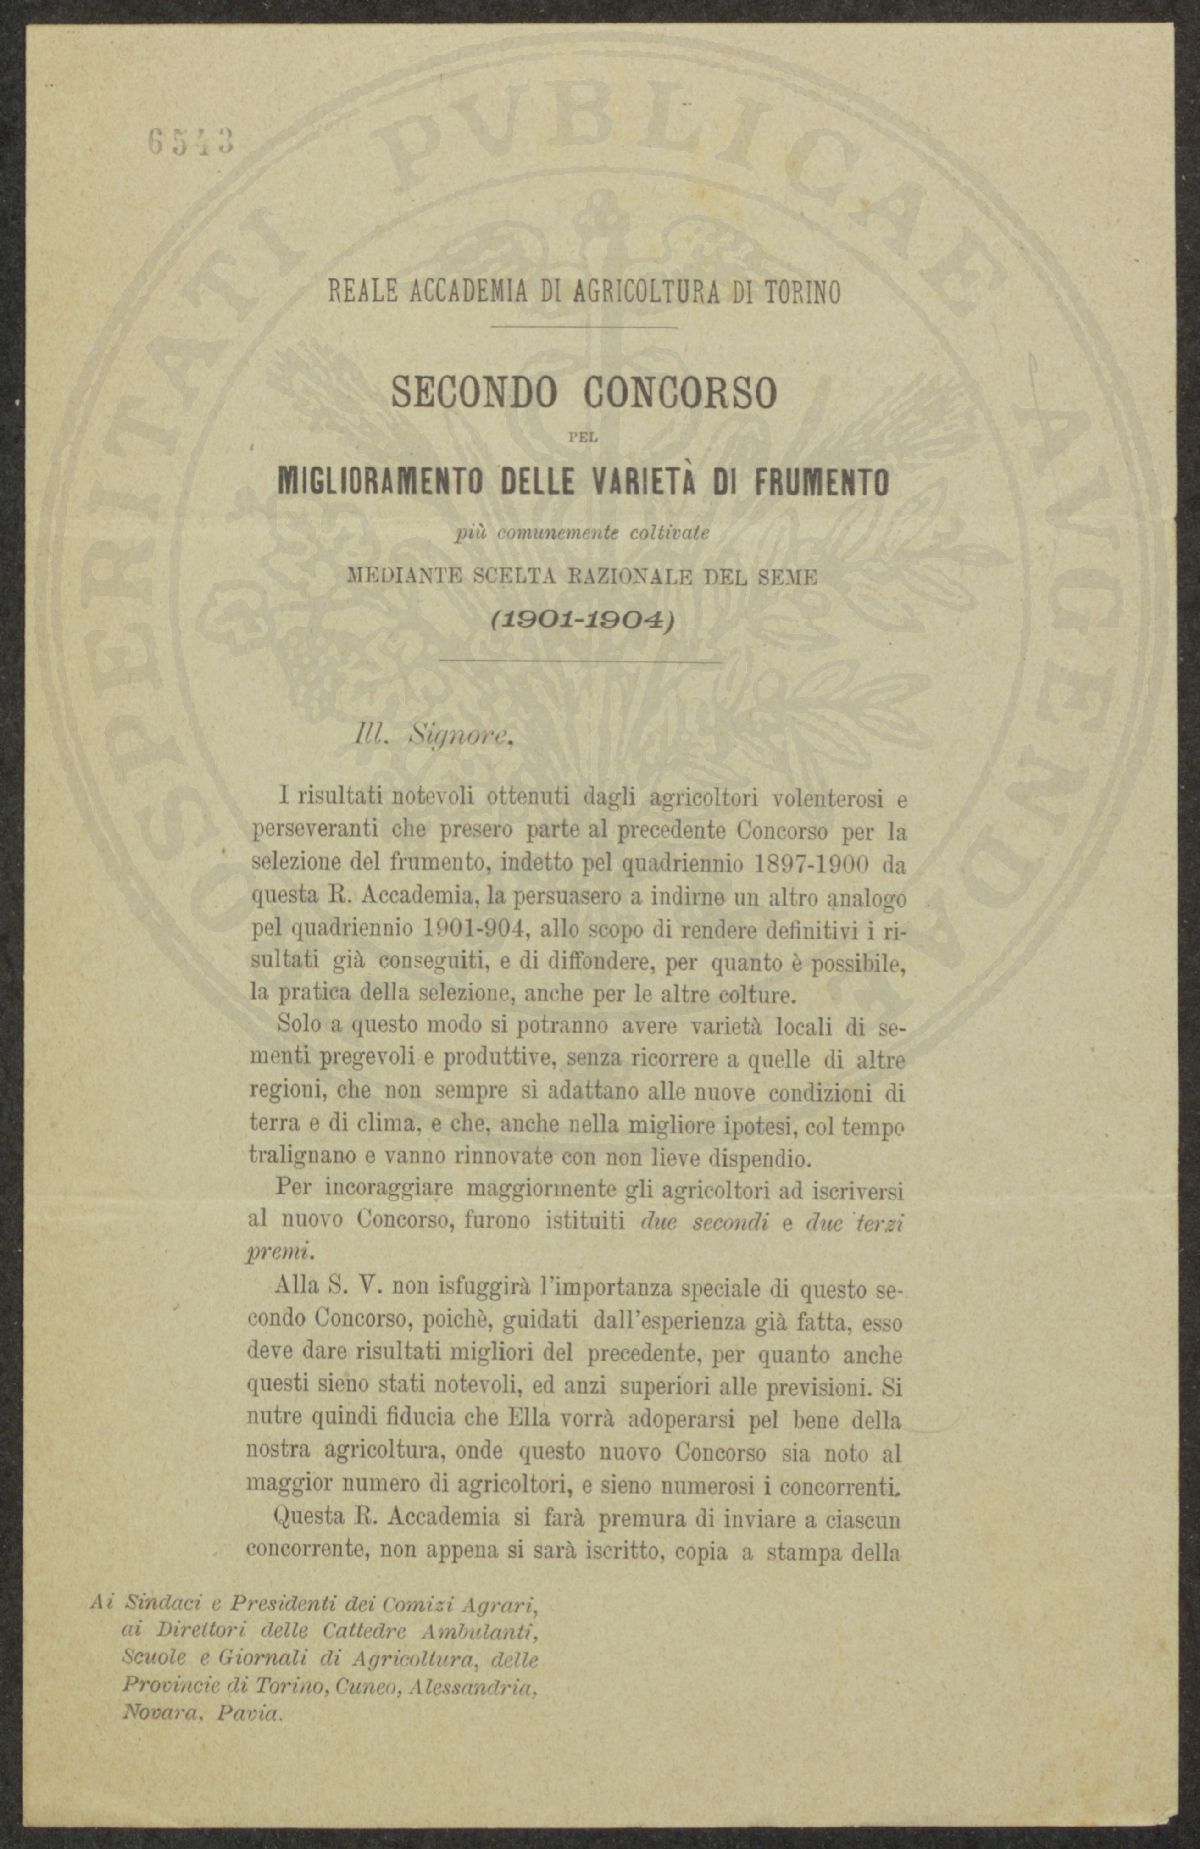 6543
PROSPERITATI PVBLICAE AVGENDAE
REALE ACCADEMIA DI AGRICOLTURA DI TORINO
SECONDO CONCORSO
PEL
MIGLIORAMENTO DELLE VARIETÀ DI FRUMENTO
più comunemente coltivate
MEDIANTE SCELTA RAZIONALE DEL SEME
(1901-1904)
Ill. Signore,
I risultati notevoli ottenuti dagli agricoltori volenterosi e
perseveranti che presero parte al precedente Concorso per la
selezione del frumento, indetto pel quadriennio 1897-1900 da
questa R. Accademia, la persuasero a indirne un altro analogo
pel quadriennio 1901-904, allo scopo di rendere definitivi i ri-
sultati già conseguiti, e di diffondere, per quanto è possibile,
la pratica della selezione, anche per le altre colture.
Solo a questo modo si potranno avere varietà locali di se-
menti pregevoli e produttive, senza ricorrere a quelle di altre
regioni, che non sempre si adattano alle nuove condizioni di
terra e di clima, e che, anche nella migliore ipotesi, col tempo
tralignano e vanno rinnovate con non lieve dispendio.
Per incoraggiare maggiormente gli agricoltori ad iscriversi
al nuovo Concorso, furono istituiti due secondi e due terzi
premi.
Alla S. V. non isfuggirà l'importanza speciale di questo se-
condo Concorso, poichè, guidati dall'esperienza già fatta, esso
deve dare risultati migliori del precedente, per quanto anche
questi sieno stati notevoli, ed anzi superiori alle previsioni. Si
nutre quindi fiducia che Ella vorrà adoperarsi pel bene della
nostra agricoltura, onde questo nuovo Concorso sia noto al
maggior numero di agricoltori, e sieno numerosi i concorrenti.
Questa R. Accademia si farà premura di inviare a ciascun
concorrente, non appena si sarà iscritto, copia a stampa della
Ai Sindaci e Presidenti dei Comizi Agrari,
ai Direttori delle Cattedre Ambulanti,
Scuole e Giornali di Agricoltura, delle
Provincie di Torino, Cuneo, Alessandria,
Novara, Pavia.